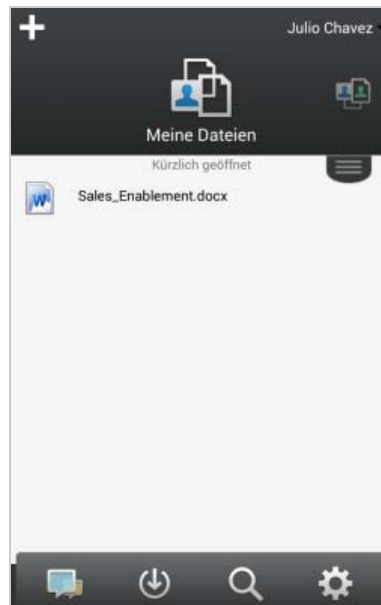 Julio Chavez
Meine Dateien
Kürzlich geöffnet
W
Sales_Enablement.docx